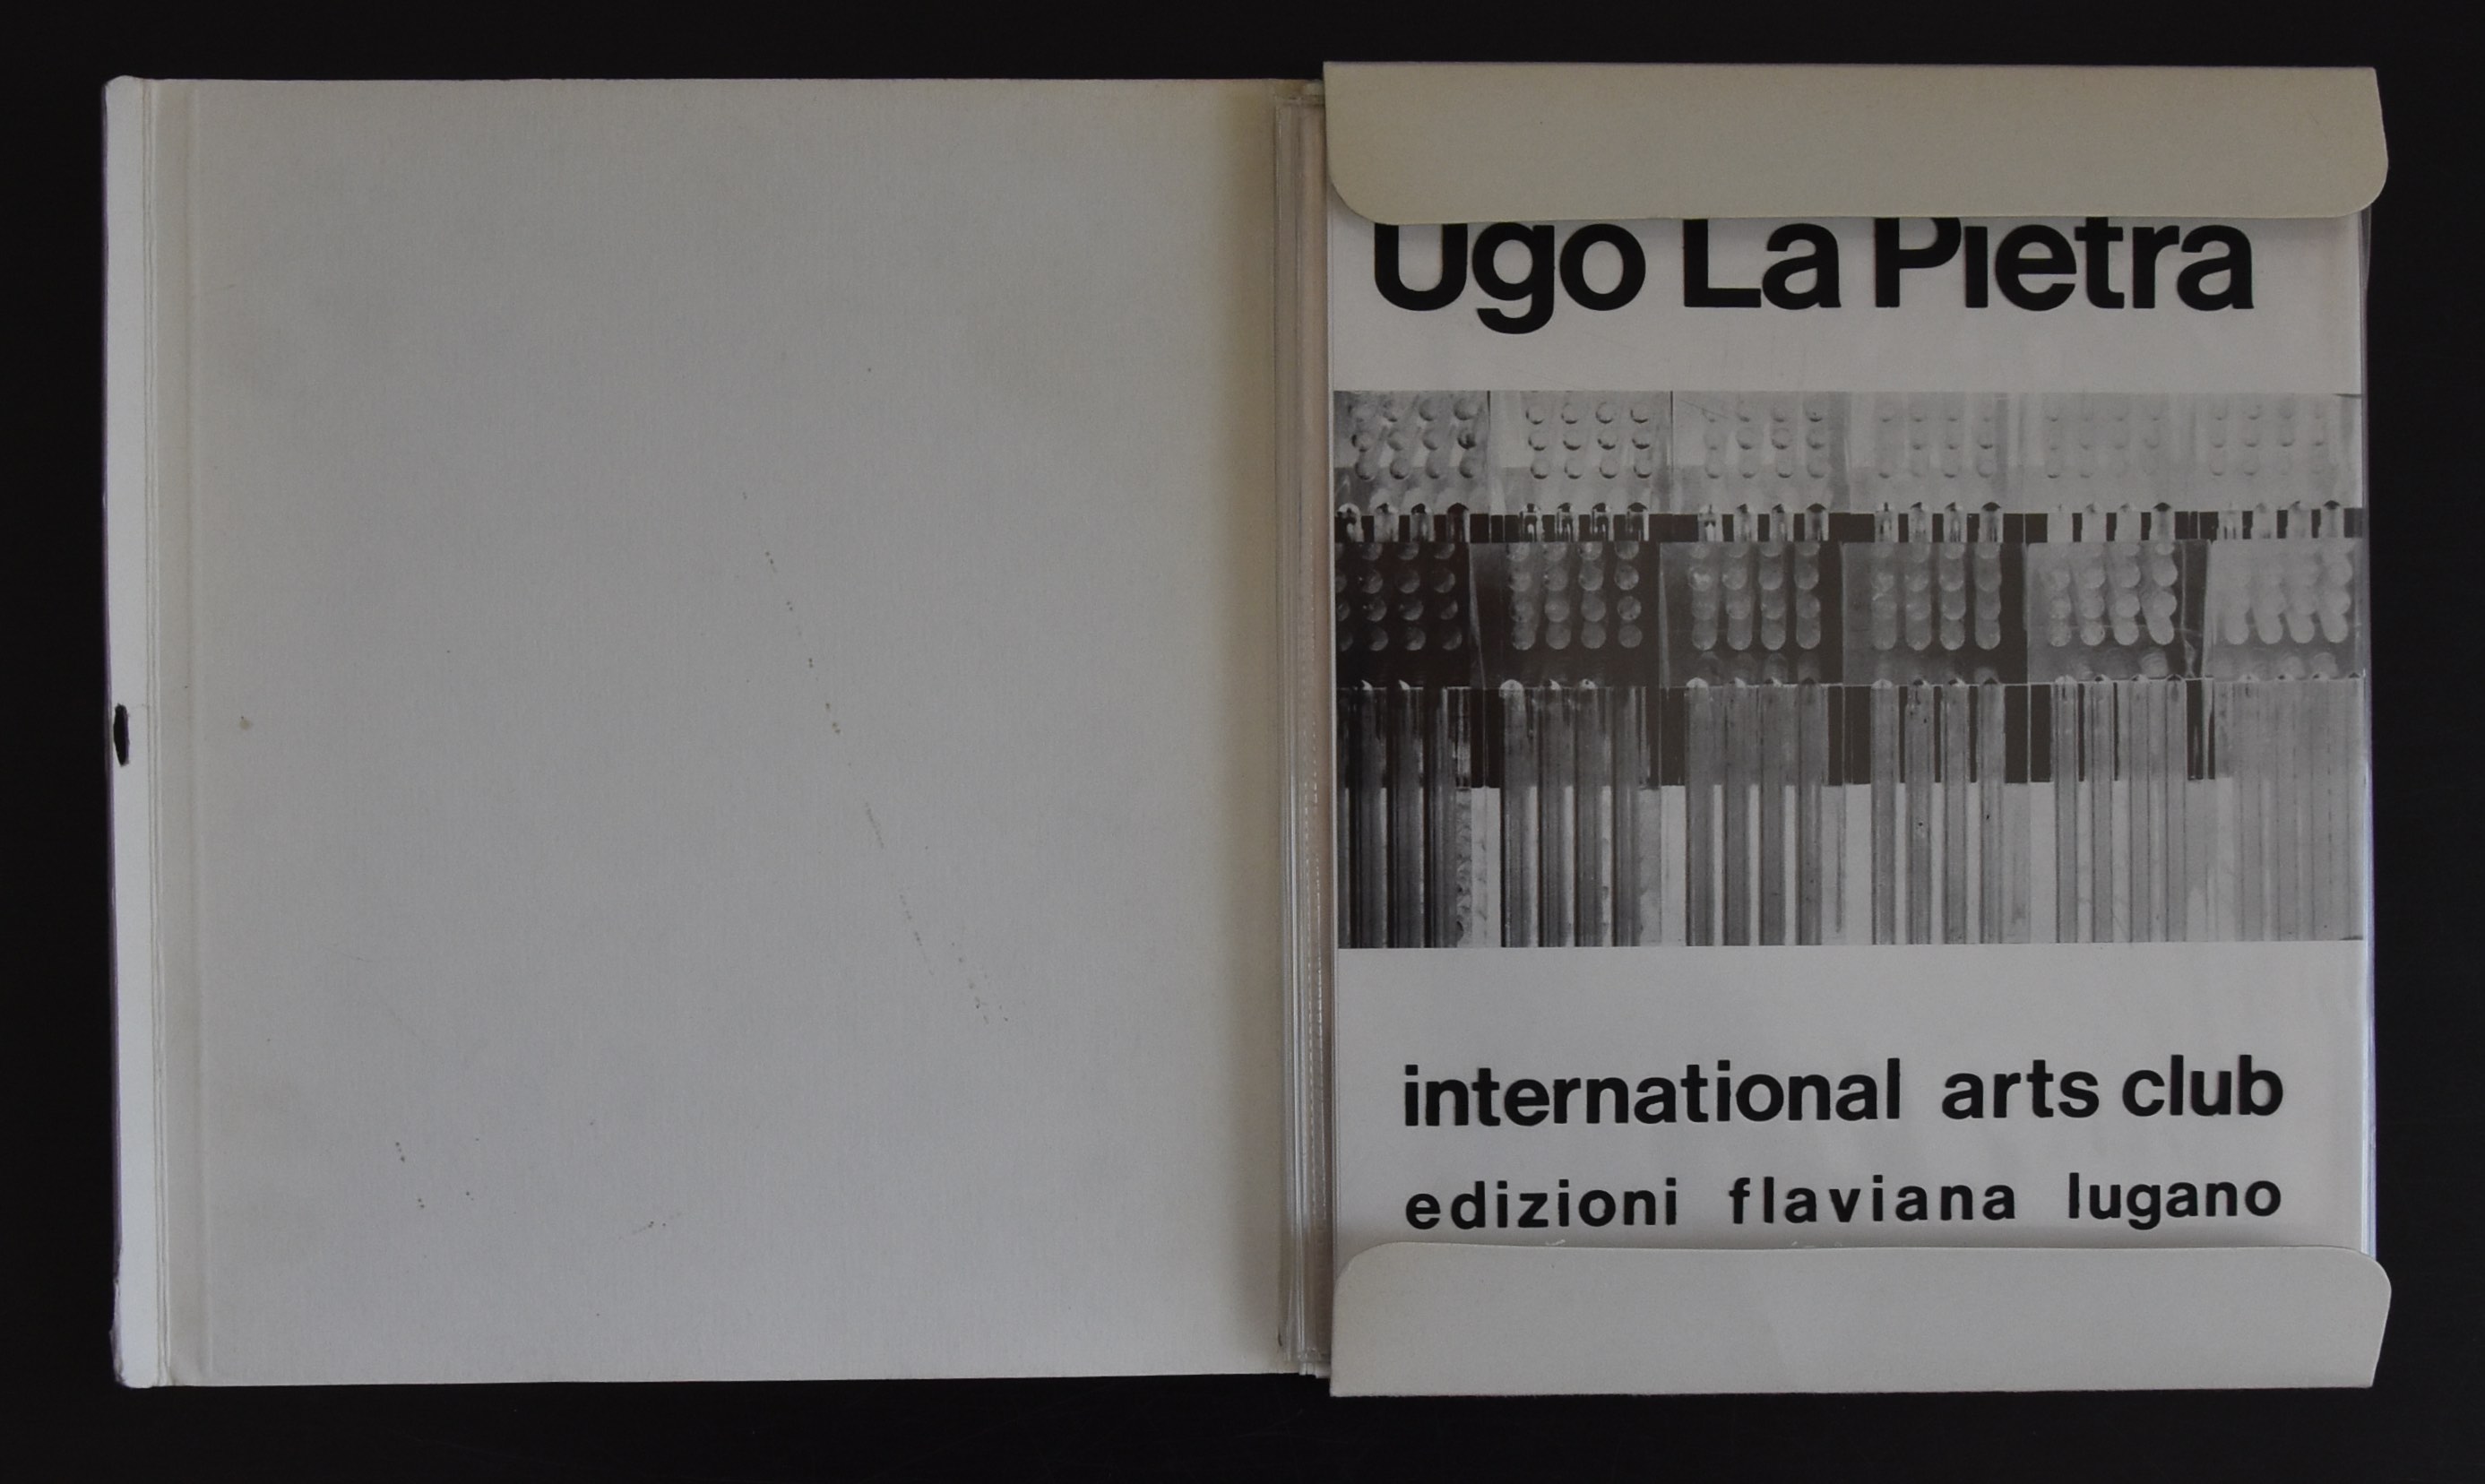 Ugo La Pietra
international arts club
edizioni flaviana lugano